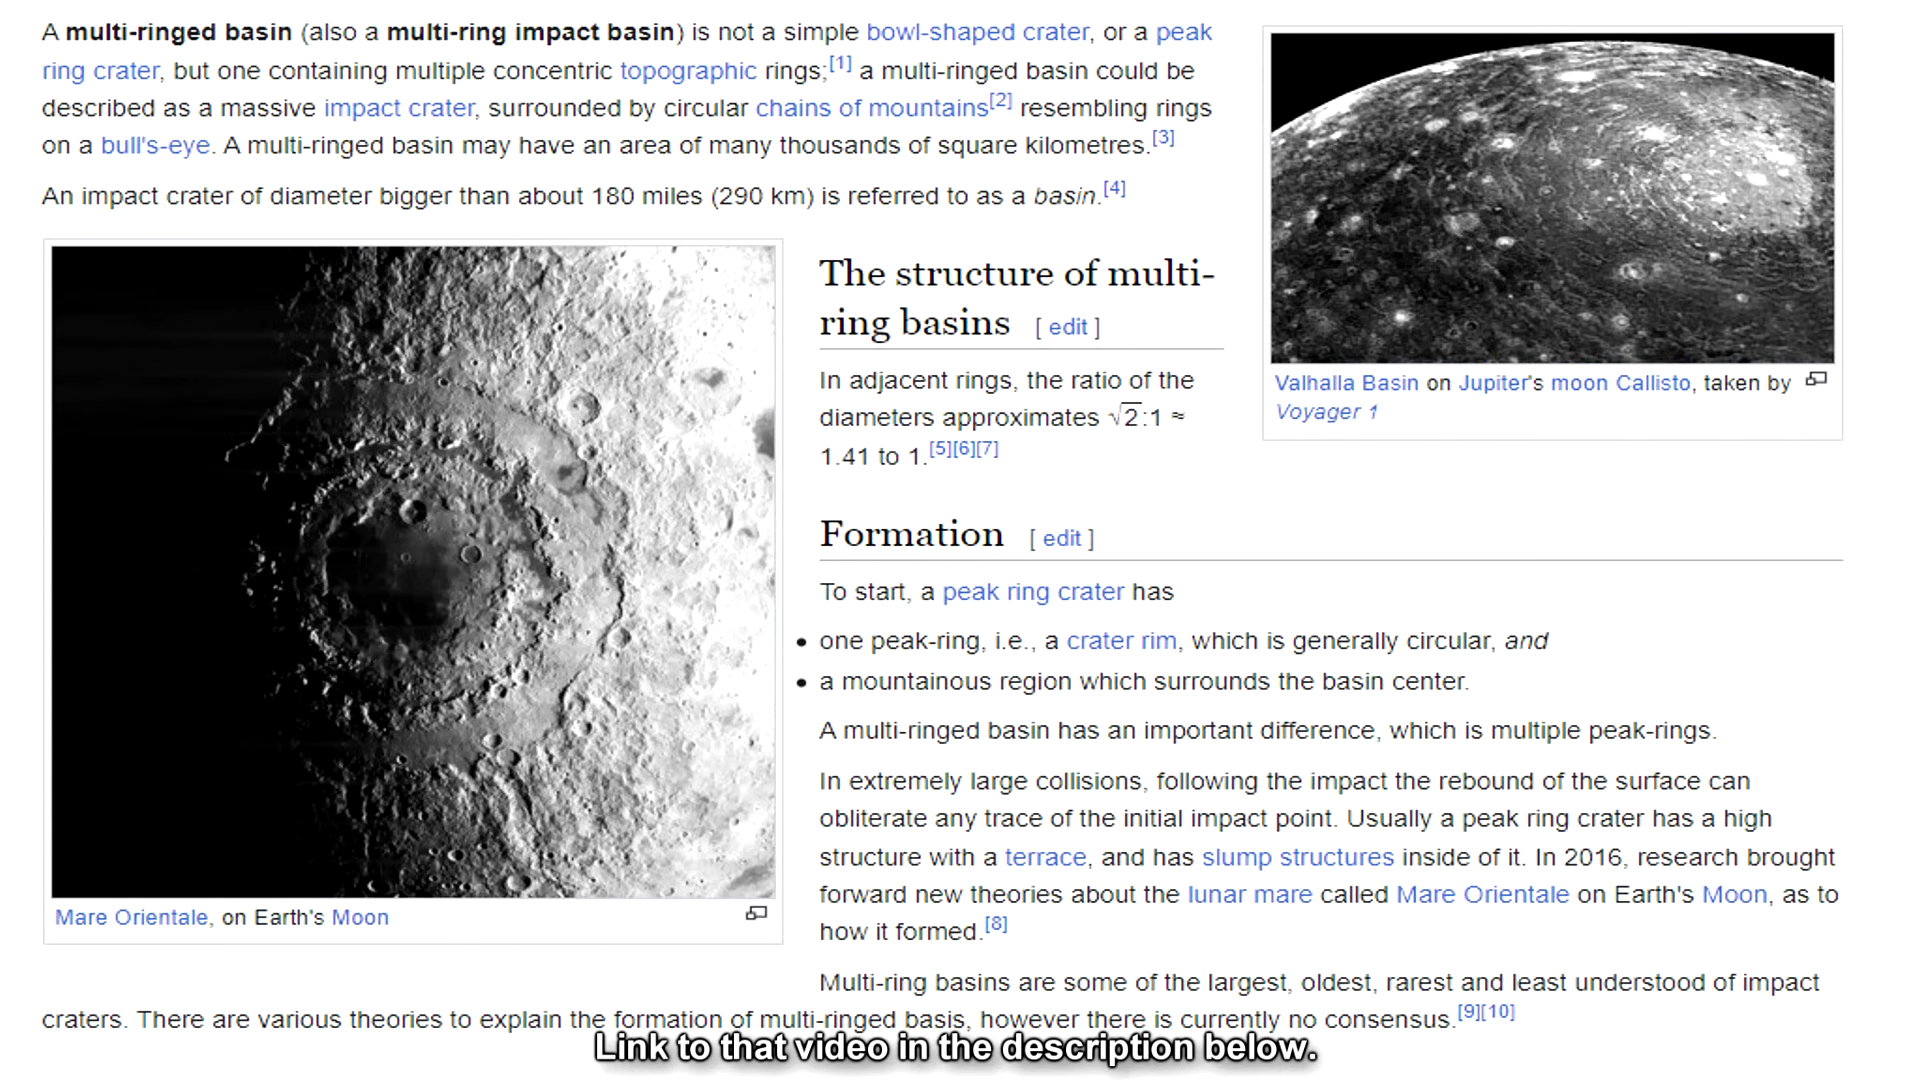 A multi-ringed basin (also a multi-ring impact basin) is not a simple bowl-shaped crater, or a peak
ring crater, but one containing multiple concentric topographic rings;[1] a multi-ringed basin could be
described as a massive impact crater, surrounded by circular chains of mountains[2] resembling rings
on a bull's-eye. A multi-ringed basin may have an area of many thousands of square kilometres.[3]
An impact crater of diameter bigger than about 180 miles (290 km) is referred to as a basin.[4]
Valhalla Basin on Jupiter's moon Callisto, taken by
Voyager 1
Mare Orientale, on Earth's Moon
The structure of multi-
ring basins [ edit ]
In adjacent rings, the ratio of the
diameters approximates √2:1 ≈
1.41 to 1.[5][6][7]
Formation [ edit ]
To start, a peak ring crater has
• one peak-ring, i.e., a crater rim, which is generally circular, and
• a mountainous region which surrounds the basin center.
A multi-ringed basin has an important difference, which is multiple peak-rings.
In extremely large collisions, following the impact the rebound of the surface can
obliterate any trace of the initial impact point. Usually a peak ring crater has a high
structure with a terrace, and has slump structures inside of it. In 2016, research brought
forward new theories about the lunar mare called Mare Orientale on Earth's Moon, as to
how it formed.[8]
Multi-ring basins are some of the largest, oldest, rarest and least understood of impact
craters. There are various theories to explain the formation of multi-ringed basis, however there is currently no consensus.[9][10]
Link to that video in the description below.